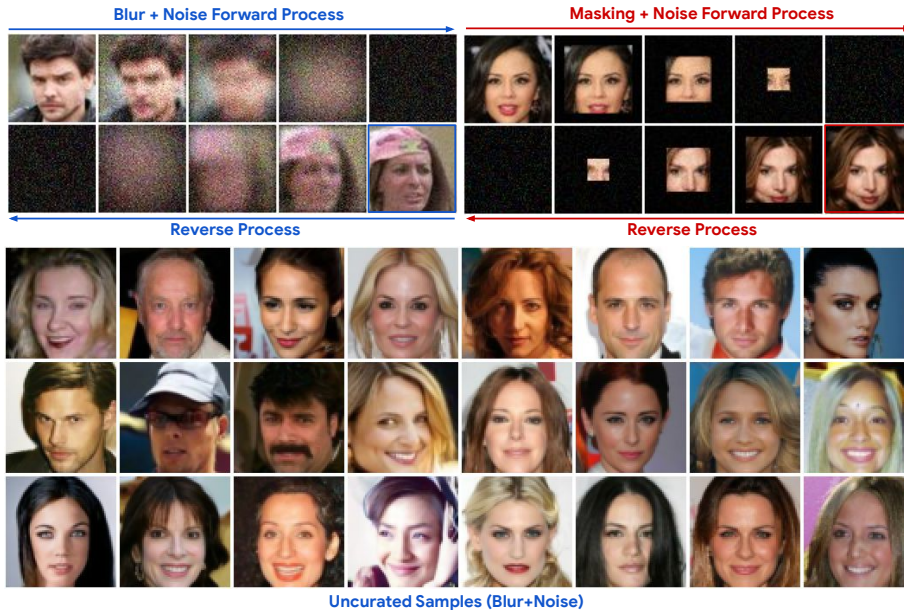 Blur + Noise Forward Process
Masking + Noise Forward Process
Reverse Process
Reverse Process
Uncurated Samples (Blur+Noise)